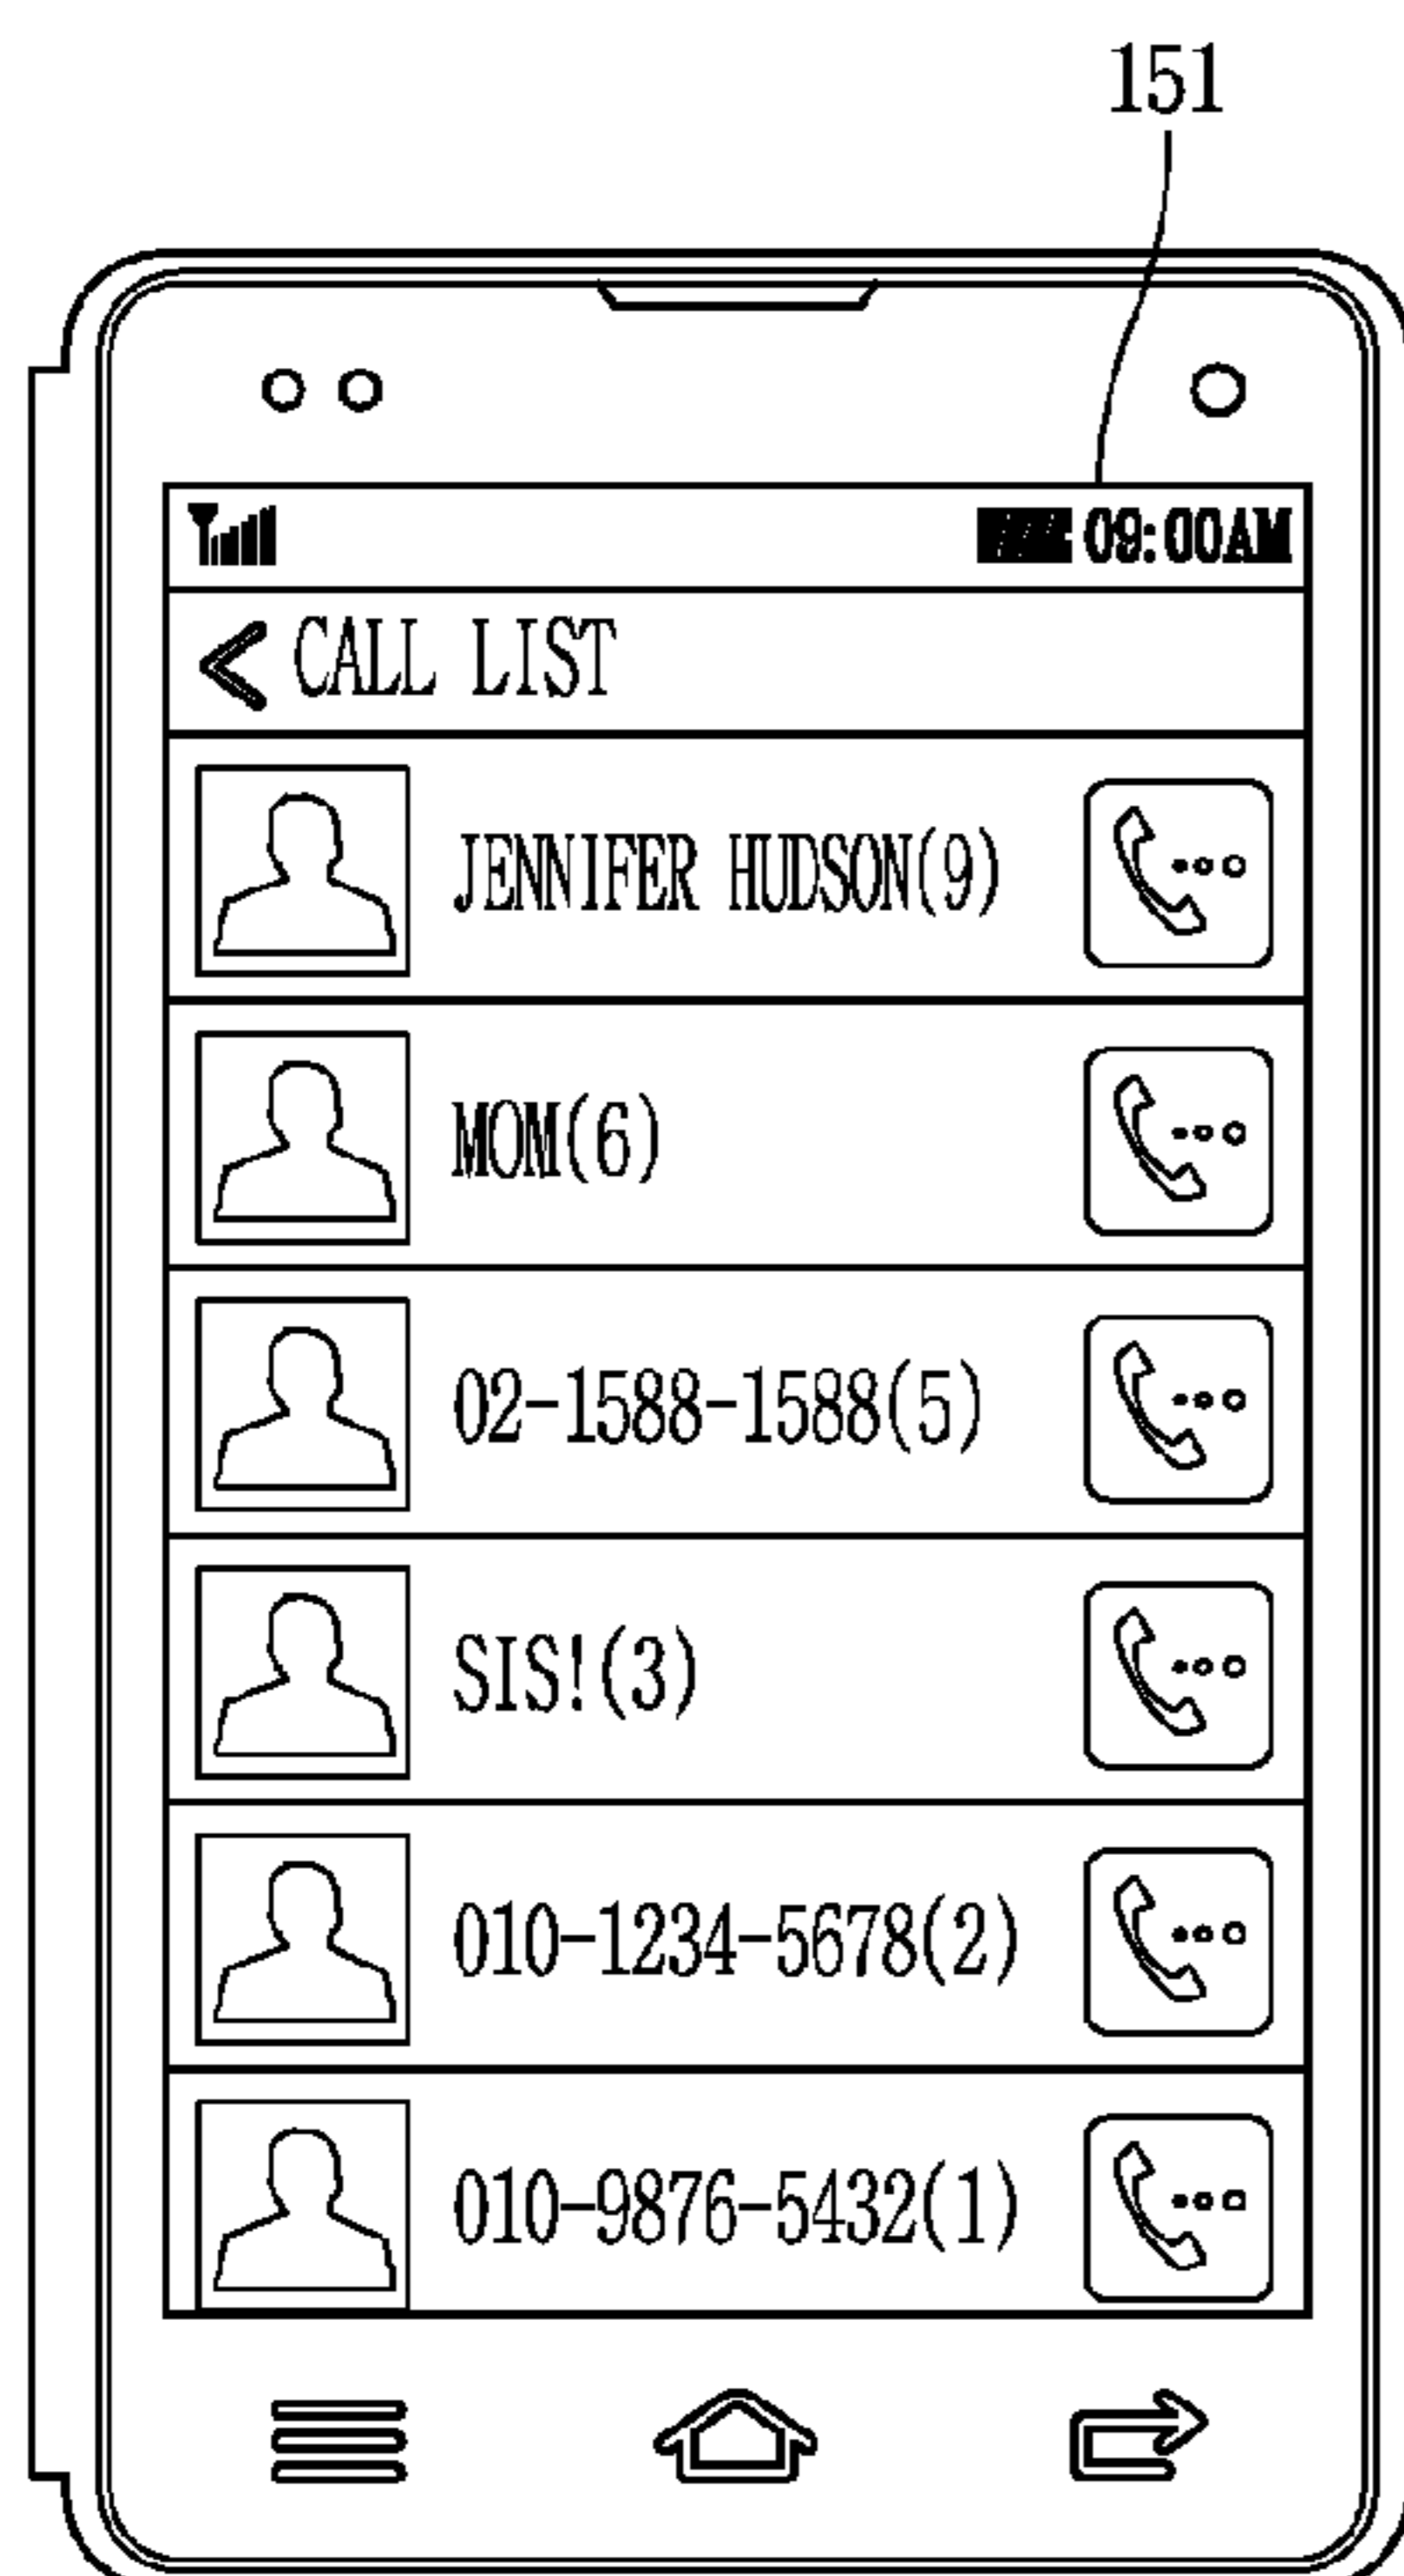 151
09:00AM
CALL LIST
JENNIFER HUDSON(9)
MOM(6)
02-1588-1588(5)
SIS!(3)
010-1234-5678(2)
010-9876-5432(1)